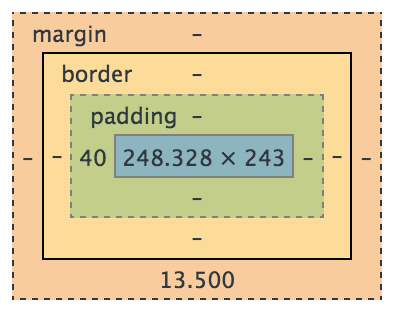 margin –
border –
padding –
– – 40 248.328 × 243 – – –
–
–
13.500